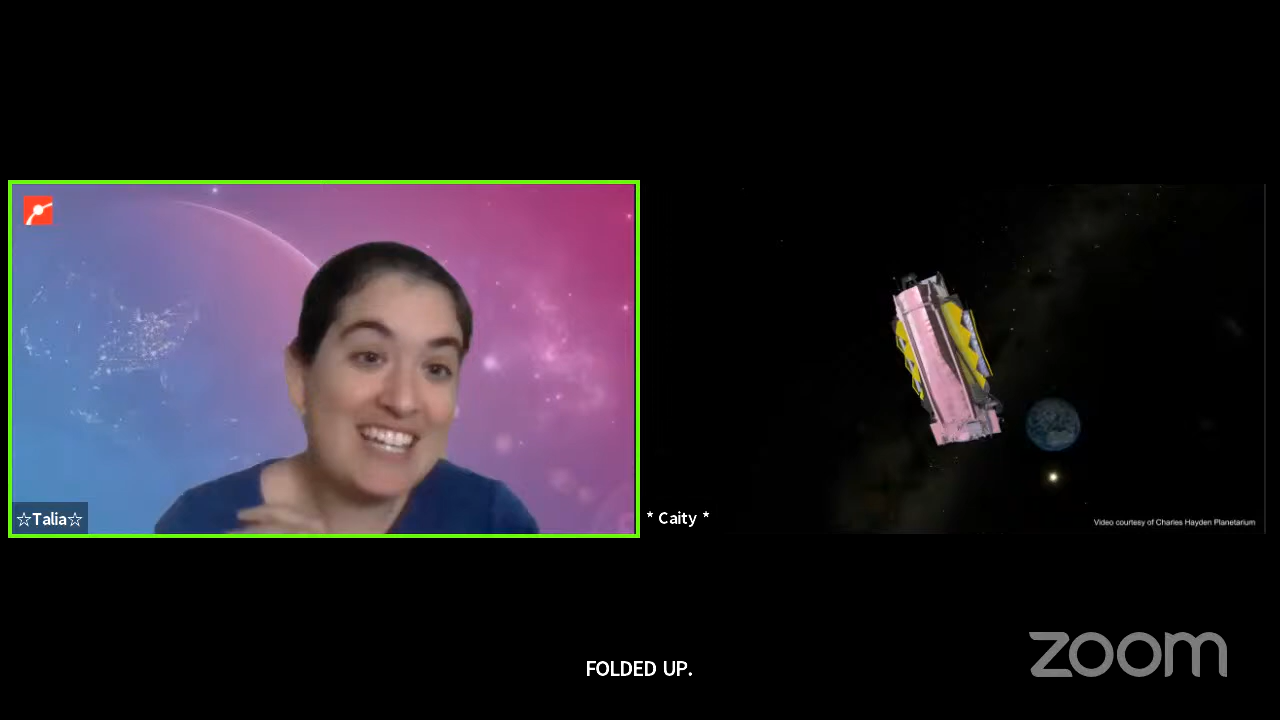 ☆Talia☆
* Caity *
Video courtesy of Charles Hayden Planetarium
FOLDED UP.
zoom